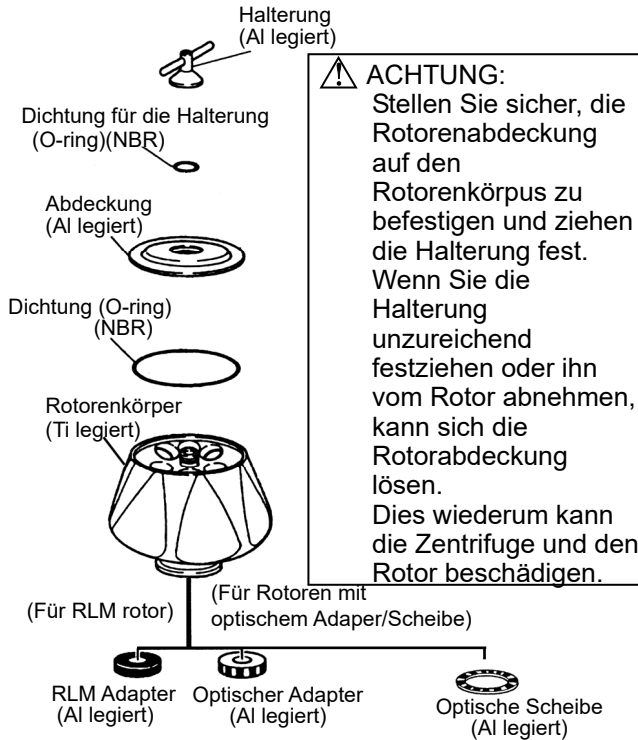 Halterung
(Al legiert)
Dichtung für die Halterung
(O-ring)(NBR)
Abdeckung
(Al legiert)
Dichtung (O-ring)
(NBR)
Rotorenkörper
(Ti legiert)
(Für RLM rotor)
(Für Rotoren mit
optischem Adaper/Scheibe)
RLM Adapter
(Al legiert)
Optischer Adapter
(Al legiert)
Optische Scheibe
(Al legiert)
ACHTUNG:
Stellen Sie sicher, die
Rotorenabdeckung
auf den
Rotorenkörpus zu
befestigen und ziehen
die Halterung fest.
Wenn Sie die
Halterung
unzureichend
festziehen oder ihn
vom Rotor abnehmen,
kann sich die
Rotorabdeckung
lösen.
Dies wiederum kann
die Zentrifuge und den
Rotor beschädigen.